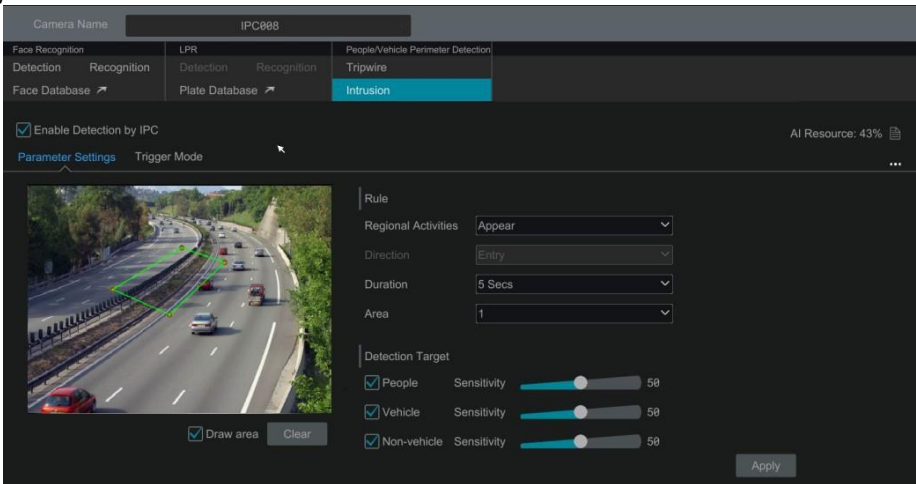 Camera Name IPC008
Face Recognition LPR People/Vehicle Perimeter Detection
Detection Recognition Detection Recognition Tripwire
Face Database Plate Database Intrusion
Enable Detection by IPC
AI Resource: 43%
Parameter Settings Trigger Mode
...
Rule
Regional Activities Appear
Direction Entry
Duration 5 Secs
Area 1
Detection Target
People Sensitivity 50
Vehicle Sensitivity 50
Non-vehicle Sensitivity 50
Draw area Clear
Apply